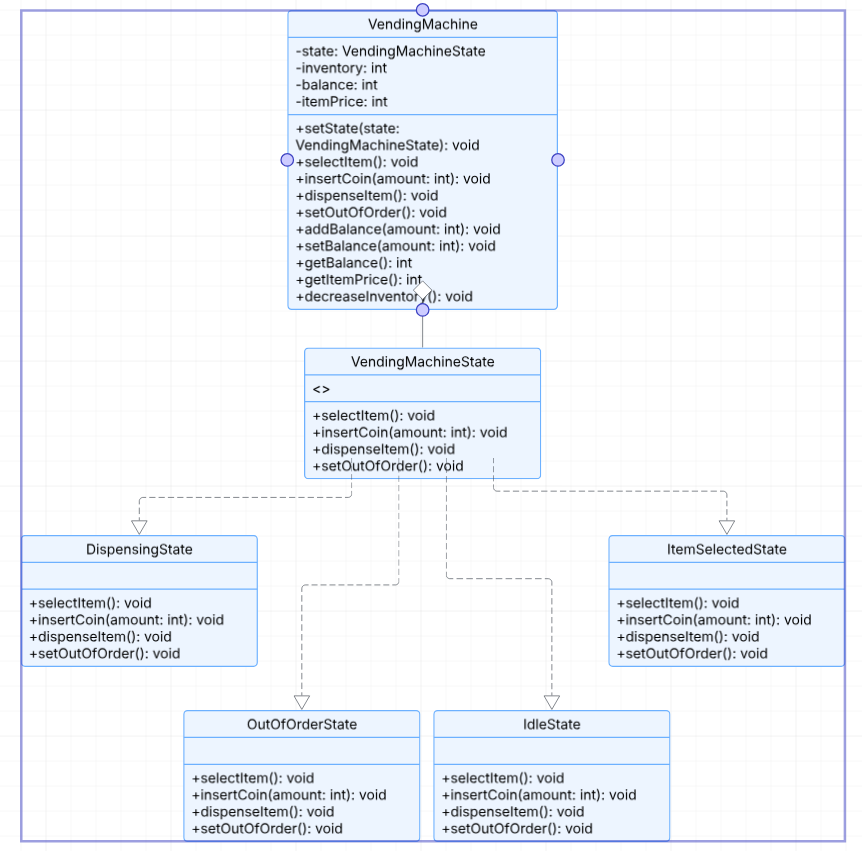 VendingMachine
-state: VendingMachineState
-inventory: int
-balance: int
-itemPrice: int
+setState(state:
VendingMachineState): void
+selectItem(): void
+insertCoin(amount: int): void
+dispenseItem(): void
+setOutOfOrder(): void
+addBalance(amount: int): void
+setBalance(amount: int): void
+getBalance(): int
+getItemPrice(): int
+decreaseInventory(): void
VendingMachineState
<>
+selectItem(): void
+insertCoin(amount: int): void
+dispenseItem(): void
+setOutOfOrder(): void
DispensingState
+selectItem(): void
+insertCoin(amount: int): void
+dispenseItem(): void
+setOutOfOrder(): void
ItemSelectedState
+selectItem(): void
+insertCoin(amount: int): void
+dispenseItem(): void
+setOutOfOrder(): void
OutOfOrderState
+selectItem(): void
+insertCoin(amount: int): void
+dispenseItem(): void
+setOutOfOrder(): void
IdleState
+selectItem(): void
+insertCoin(amount: int): void
+dispenseItem(): void
+setOutOfOrder(): void